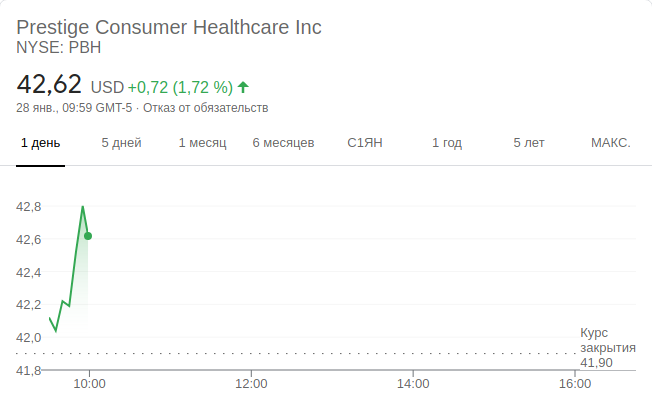 Prestige Consumer Healthcare Inc
NYSE: PBH
42,62 USD +0,72 (1,72 %)
28 янв., 09:59 GMT-5 · Отказ от обязательств
1 день 5 дней 1 месяц 6 месяцев С1ЯН 1 год 5 лет МАКС.
42,8
42,6
42,4
42,2
42,0
41,8
Курс
закрытия
41,90
10:00 12:00 14:00 16:00